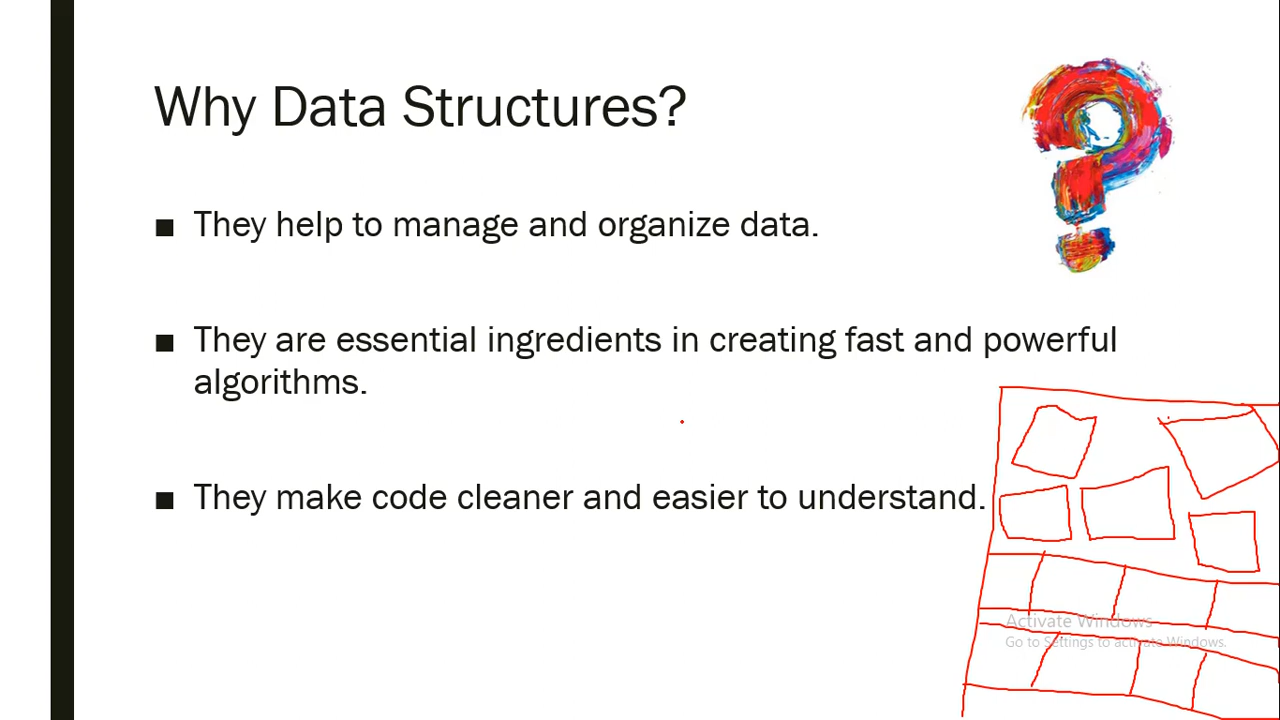 Why Data Structures?
■ They help to manage and organize data.
■ They are essential ingredients in creating fast and powerful
algorithms.
■ They make code cleaner and easier to understand.
Activate Windows
Go to Settings to activate Windows.